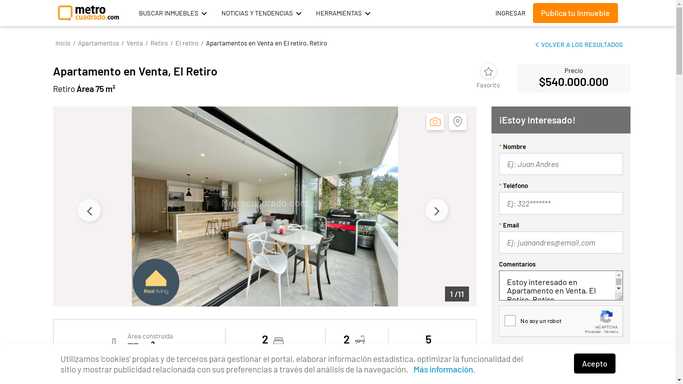 metro
cuadrado.com
BUSCAR INMUEBLES
NOTICIAS Y TENDENCIAS
HERRAMIENTAS
INGRESAR
Publica tu Inmueble
Inicio / Apartamentos / Venta / Retiro / El retiro / Apartamentos en Venta en El retiro, Retiro
VOLVER A LOS RESULTADOS
Apartamento en Venta, El Retiro
Retiro Área 75 m²
Favorito
Precio
$540.000.000
Metrocuadrado.com
Real living
1 / 11
¡Estoy Interesado!
* Nombre
Ej: Juan Andres
* Teléfono
Ej: 322*******
* Email
Ej: juanandres@email.com
Comentarios
Estoy interesado en
Apartamento en Venta, El
Retiro, Retiro
No soy un robot
reCAPTCHA
Privacidad - Términos
Área construida
2
2
5
Utilizamos 'cookies' propias y de terceros para gestionar el portal, elaborar información estadística, optimizar la funcionalidad del
sitio y mostrar publicidad relacionada con sus preferencias a través del análisis de la navegación. Más información.
Acepto